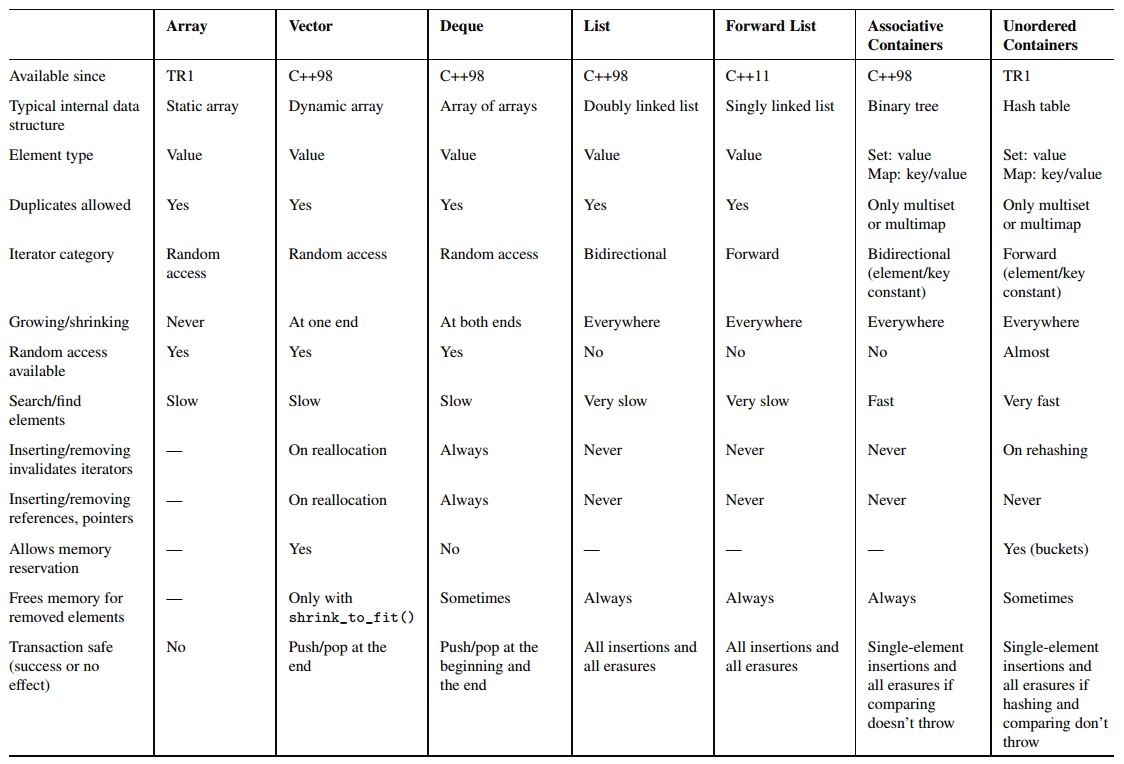 Array Vector Deque List Forward List Associative Unordered
Containers Containers
Available since TR1 C++98 C++98 C++98 C++11 C++98 TR1
Typical internal data Static array Dynamic array Array of arrays Doubly linked list Singly linked list Binary tree Hash table
structure
Element type Value Value Value Value Value Set: value Set: value
Map: key/value Map: key/value
Duplicates allowed Yes Yes Yes Yes Yes Only multiset Only multiset
or multimap or multimap
Iterator category Random Random access Random access Bidirectional Forward Bidirectional Forward
access (element/key (element/key
constant) constant)
Growing/shrinking Never At one end At both ends Everywhere Everywhere Everywhere Everywhere
Random access Yes Yes Yes No No No Almost
available
Search/find Slow Slow Slow Very slow Very slow Fast Very fast
elements
Inserting/removing — On reallocation Always Never Never Never On rehashing
invalidates iterators
Inserting/removing — On reallocation Always Never Never Never Never
references, pointers
Allows memory — Yes No — — — Yes (buckets)
reservation
Frees memory for — Only with Sometimes Always Always Always Sometimes
removed elements shrink_to_fit()
Transaction safe No Push/pop at the Push/pop at the All insertions and All insertions and Single-element Single-element
(success or no end beginning and all erasures all erasures insertions and insertions and
effect) the end all erasures if all erasures if
comparing hashing and
doesn’t throw comparing don’t
throw